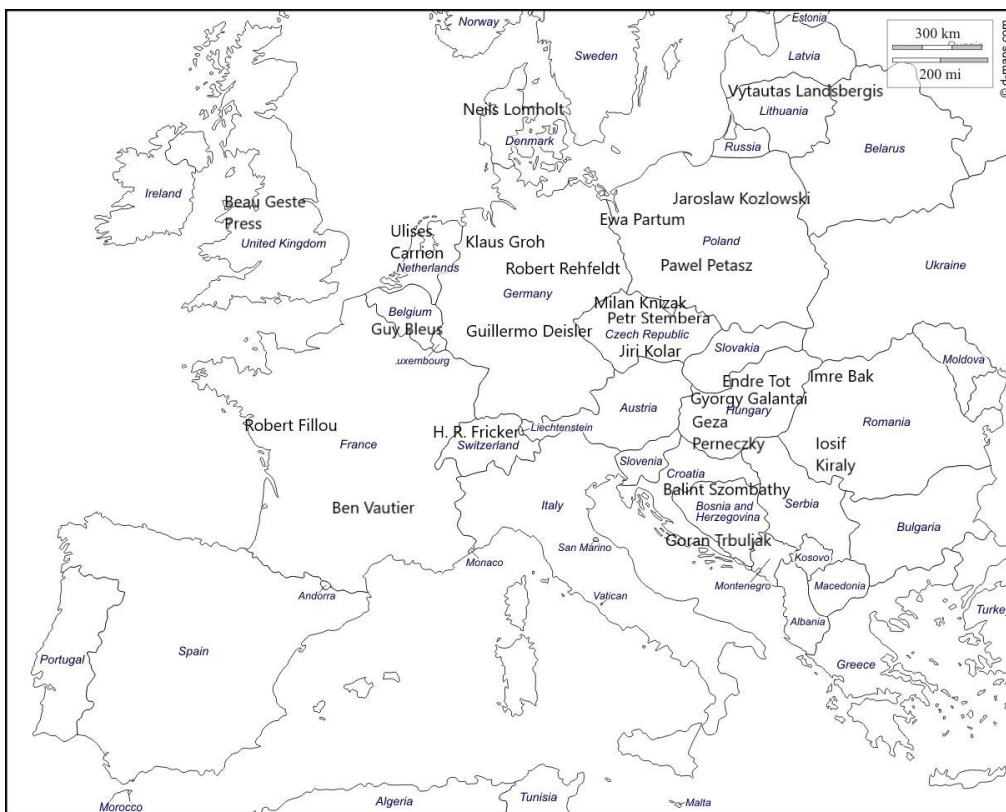 Norway
Estonia
300 km
200 mi
© d-maps.com
Sweden
Latvia
Vytautas Landsbergis
Lithuania
Neils Lomholt
Denmark
Russia
Belarus
Ireland
Beau Geste
Press
United Kingdom
Jaroslaw Kozlowski
Ewa Partum
Poland
Pawel Petasz
Ulises
Carrion
Netherlands
Klaus Groh
Robert Rehfeldt
Germany
Guillermo Deisler
Ukraine
Belgium
Guy Bleus
.uxembourg
Milan Knizak
Petr Stembera
Czech Republic
Jiri Kolar
Slovakia
Moldova
Endre Tot
Gyorgy Galantai
Hungary
Geza
Perneczky
Imre Bak
Romania
Iosif
Kiraly
Austria
Robert Fillou
France
Ben Vautier
H. R. Fricker
Switzerland
Liechtenstein
Slovenia
Croatia
Balint Szombathy
Bosnia and
Herzegovina
Goran Trbuljak
Serbia
Bulgaria
Italy
San Marino
Monaco
Kosovo
Montenegro
Macedonia
Albania
Andorra
Vatican
Turkey
Portugal
Spain
Greece
Morocco
Algeria
Tunisia
Malta